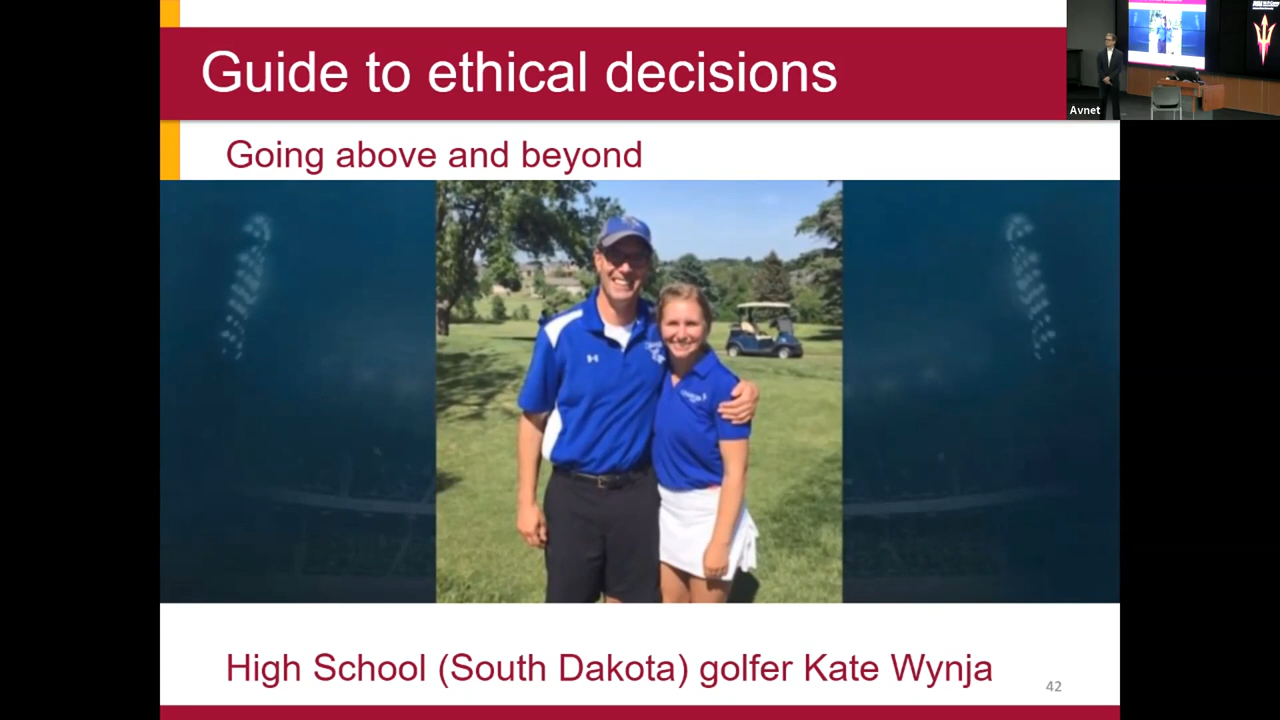 Guide to ethical decisions
Avnet
Going above and beyond
High School (South Dakota) golfer Kate Wynja
42